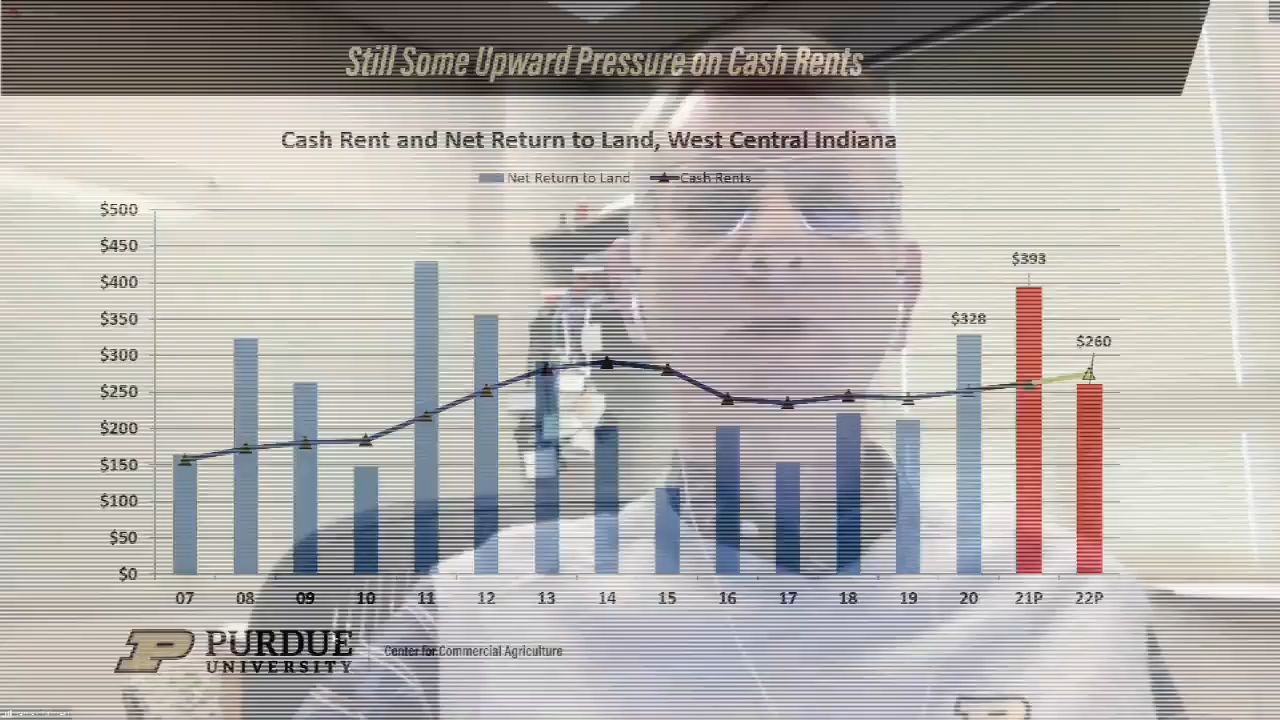 Still Some Upward Pressure on Cash Rents
Cash Rent and Net Return to Land, West Central Indiana
Net Return to Land Cash Rents
$500
$450
$400
$350
$300
$250
$200
$150
$100
$50
$0
$328
$393
$260
07 08 09 10 11 12 13 14 15 16 17 18 19 20 21P 22P
PURDUE
UNIVERSITY
Center for Commercial Agriculture